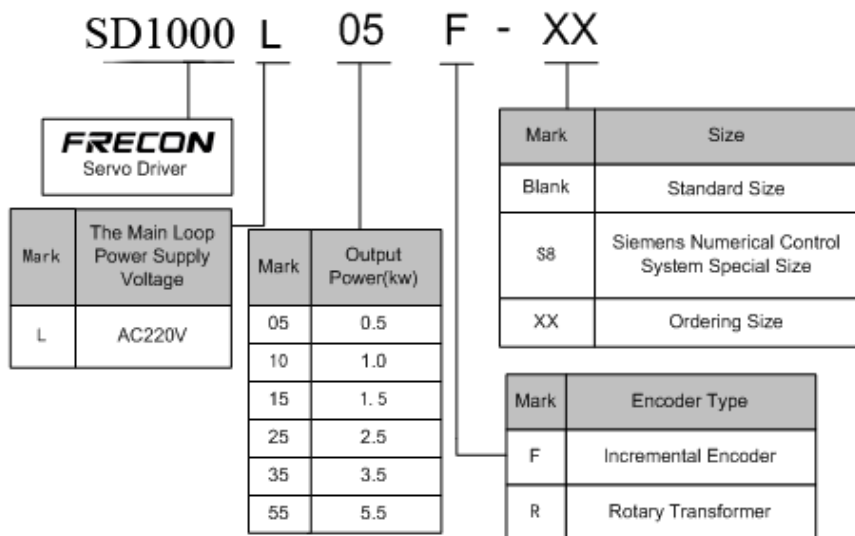 SD1000 L 05 F - XX
FRECON
Servo Driver
Mark The Main Loop Power Supply Voltage
L AC220V
Mark Output Power(kw)
05 0.5
10 1.0
15 1.5
25 2.5
35 3.5
55 5.5
Mark Size
Blank Standard Size
S8 Siemens Numerical Control System Special Size
XX Ordering Size
Mark Encoder Type
F Incremental Encoder
R Rotary Transformer